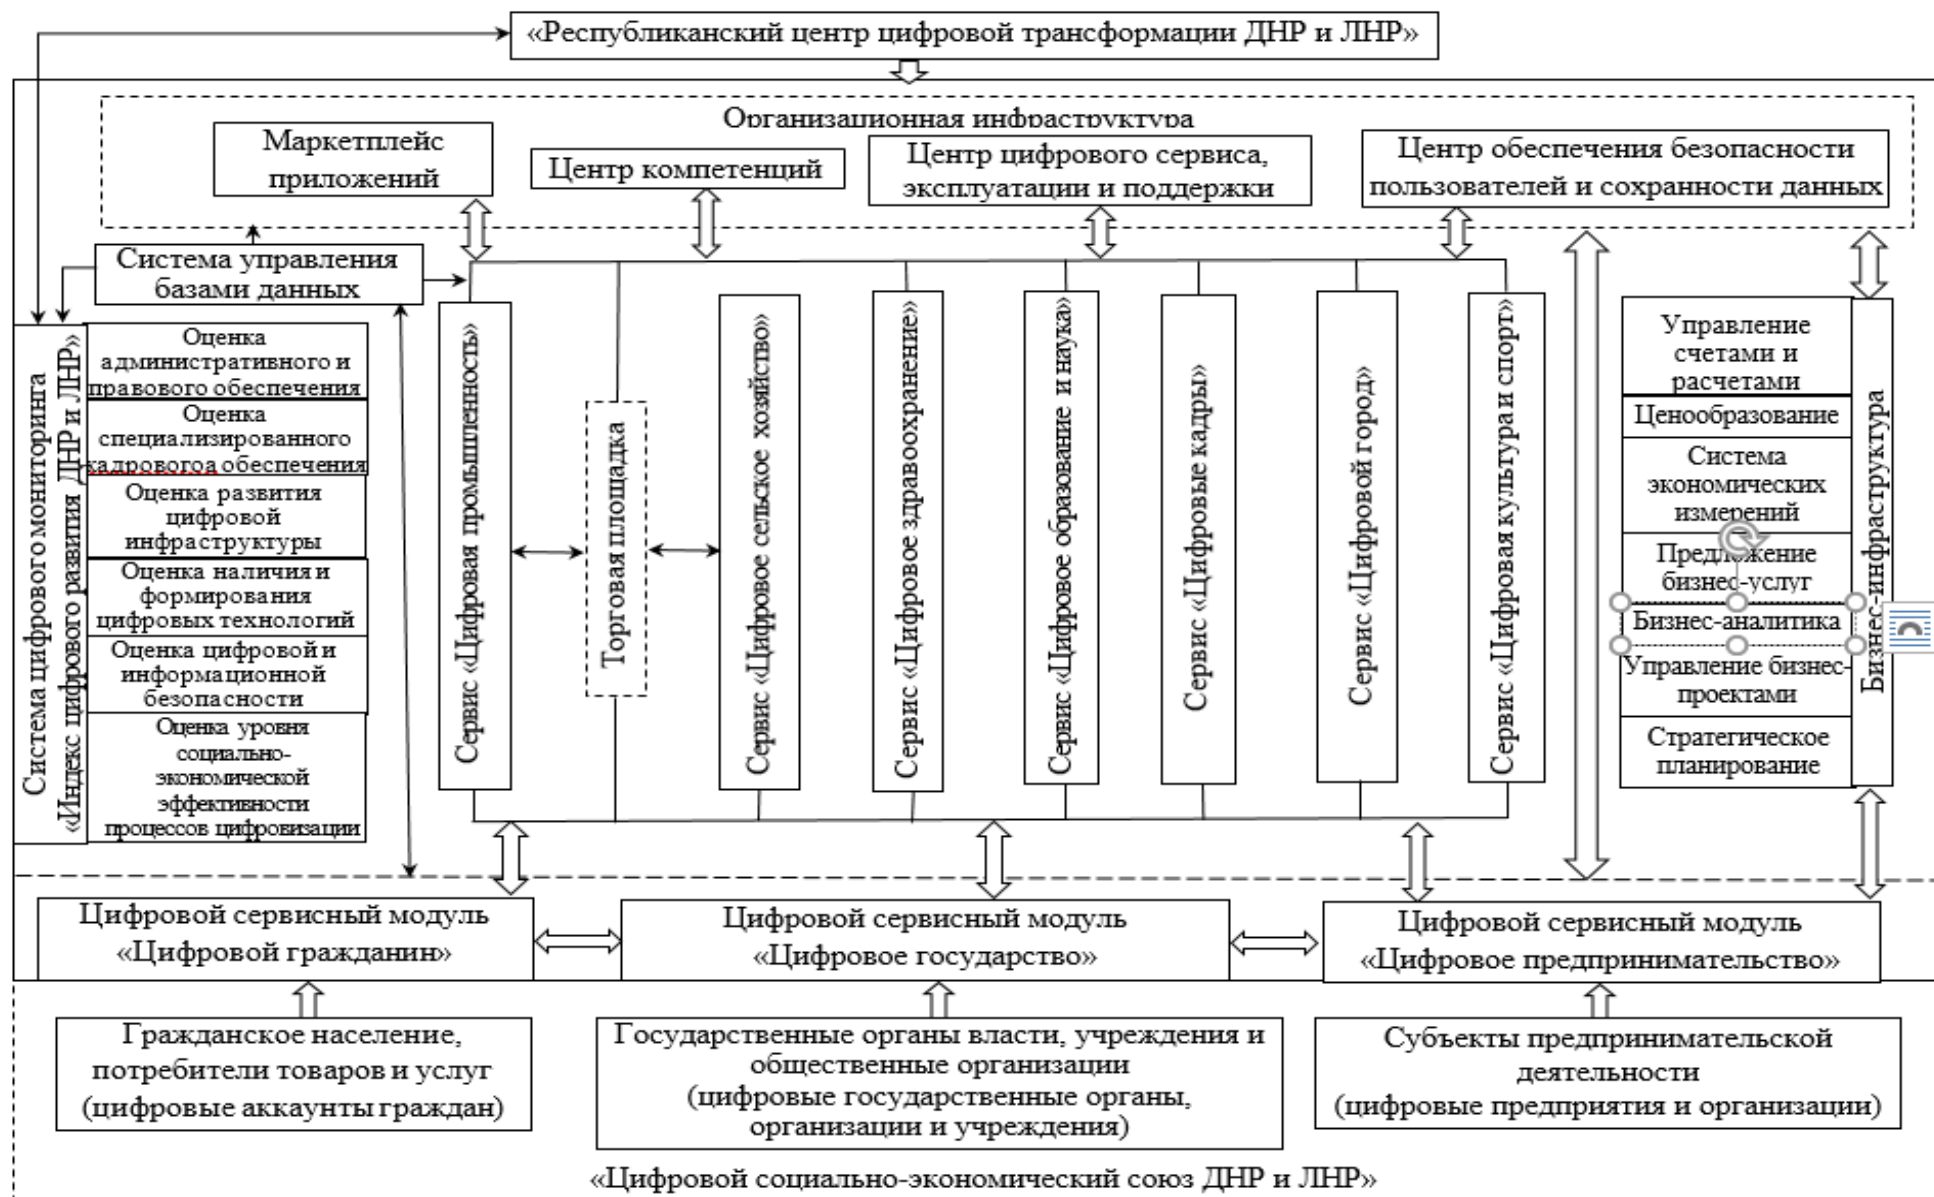 «Республиканский центр цифровой трансформации ДНР и ЛНР»
Организационная инфраструктура
Маркетплейс
приложений
Центр компетенций
Центр цифрового сервиса,
эксплуатации и поддержки
Центр обеспечения безопасности
пользователей и сохранности данных
Система управления
базами данных
Система цифрового мониторинга
«Индекс цифрового развития ДНР и ЛНР»
Оценка
административного и
правового обеспечения
Оценка
специализированного
кадровогоа обеспечения
Оценка развития
цифровой
инфраструктуры
Оценка наличия и
формирования
цифровых технологий
Оценка цифровой и
информационной
безопасности
Оценка уровня
социально-
экономической
эффективности
процессов цифровизации
Сервис «Цифровая промышленность»
Торговая площадка
Сервис «Цифровое сельское хозяйство»
Сервис «Цифровое здравоохранение»
Сервис «Цифровое образование и наука»
Сервис «Цифровые кадры»
Сервис «Цифровой город»
Сервис «Цифровая культура и спорт»
Управление
счетами и
расчетами
Ценообразование
Система
экономических
измерений
Предложение
бизнес-услуг
Бизнес-аналитика
Управление бизнес-
проектами
Стратегическое
планирование
Бизнес-инфраструктура
Цифровой сервисный модуль
«Цифровой гражданин»
Цифровой сервисный модуль
«Цифровое государство»
Цифровой сервисный модуль
«Цифровое предпринимательство»
Гражданское население,
потребители товаров и услуг
(цифровые аккаунты граждан)
Государственные органы власти, учреждения и
общественные организации
(цифровые государственные органы,
организации и учреждения)
Субъекты предпринимательской
деятельности
(цифровые предприятия и организации)
«Цифровой социально-экономический союз ДНР и ЛНР»